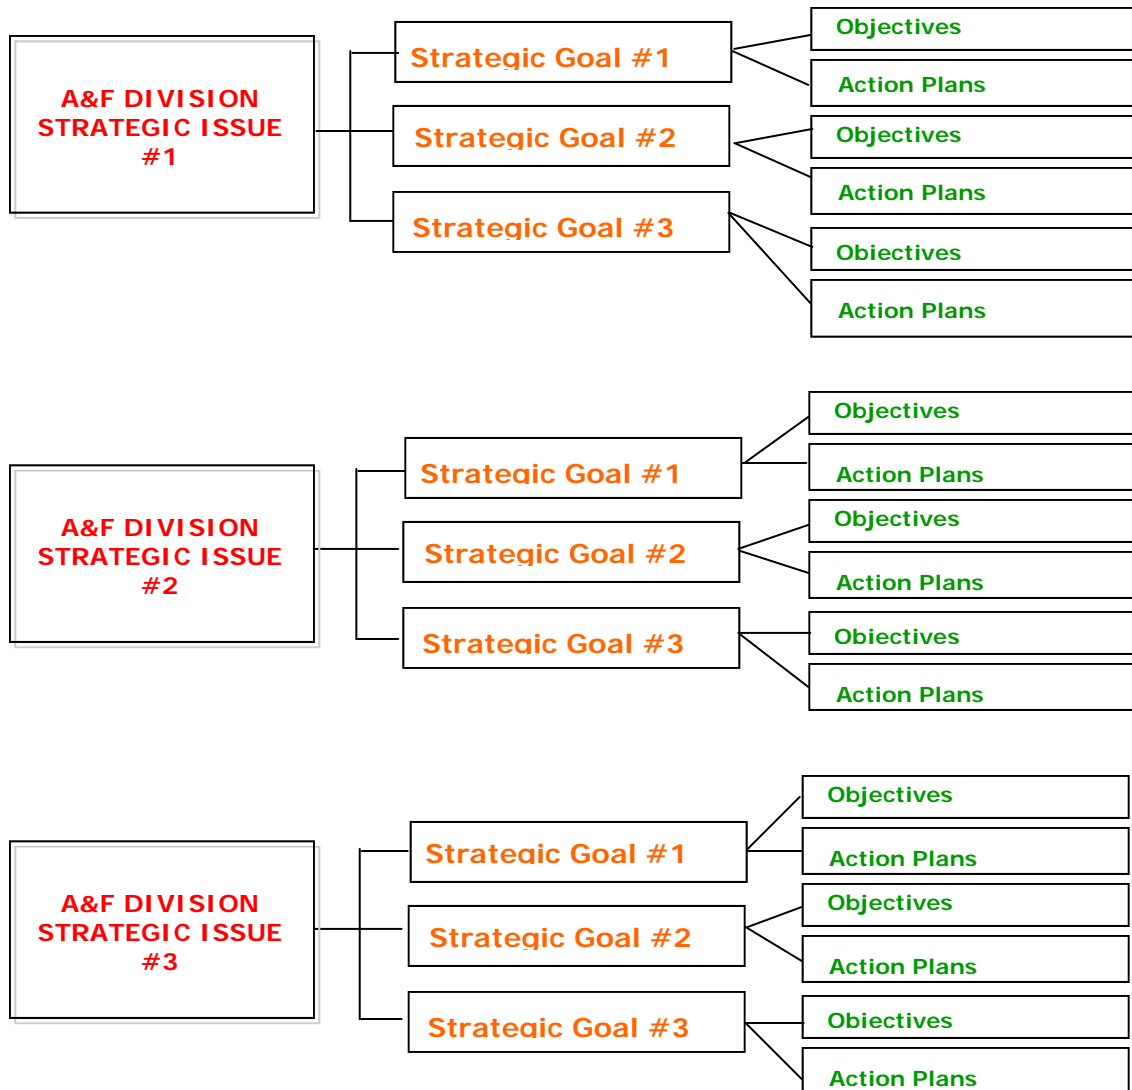 A&F DIVISION
STRATEGIC ISSUE
#1
Strategic Goal #1
Objectives
Action Plans
Strategic Goal #2
Objectives
Action Plans
Strategic Goal #3
Objectives
Action Plans
A&F DIVISION
STRATEGIC ISSUE
#2
Strategic Goal #1
Objectives
Action Plans
Strategic Goal #2
Objectives
Action Plans
Strategic Goal #3
Objectives
Action Plans
A&F DIVISION
STRATEGIC ISSUE
#3
Strategic Goal #1
Objectives
Action Plans
Strategic Goal #2
Objectives
Action Plans
Strategic Goal #3
Objectives
Action Plans